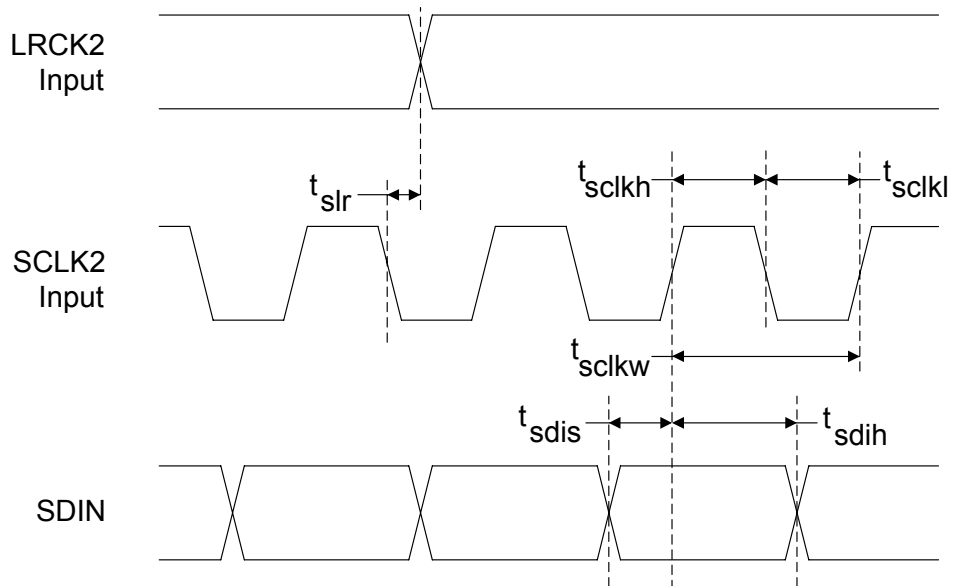 LRCK2
Input
t
slr
t
sclkh
t
sclkl
SCLK2
Input
t
sclkw
t
sdis
t
sdih
SDIN